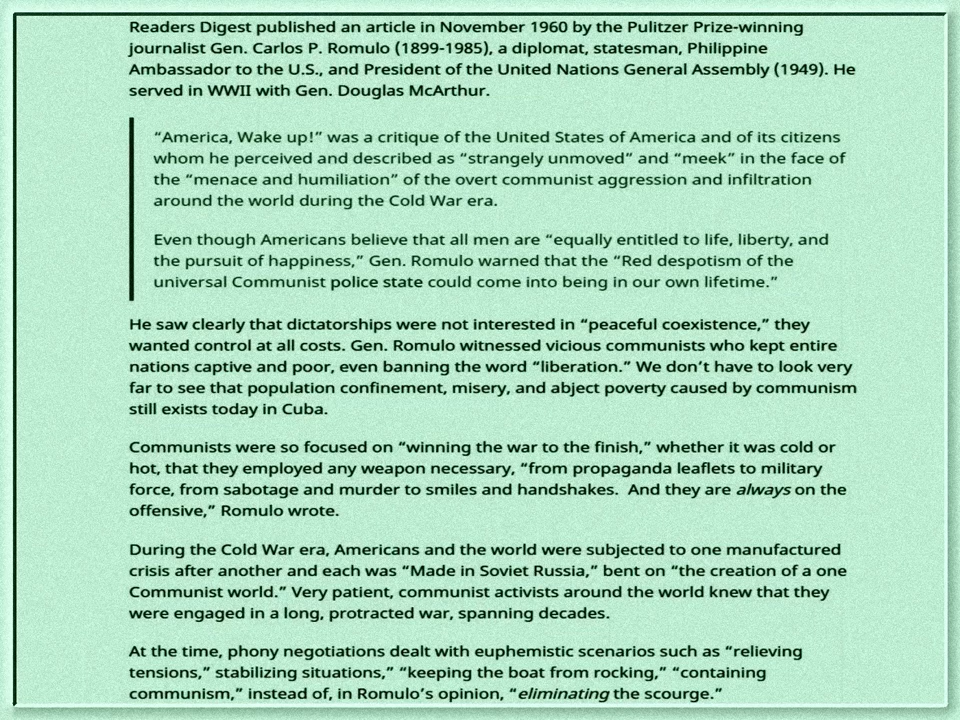 Readers Digest published an article in November 1960 by the Pulitzer Prize-winning
journalist Gen. Carlos P. Romulo (1899-1985), a diplomat, statesman, Philippine
Ambassador to the U.S., and President of the United Nations General Assembly (1949). He
served in WWII with Gen. Douglas McArthur.
“America, Wake up!” was a critique of the United States of America and of its citizens
whom he perceived and described as “strangely unmoved” and “meek” in the face of
the “menace and humiliation” of the overt communist aggression and infiltration
around the world during the Cold War era.
Even though Americans believe that all men are “equally entitled to life, liberty, and
the pursuit of happiness,” Gen. Romulo warned that the “Red despotism of the
universal Communist police state could come into being in our own lifetime.”
He saw clearly that dictatorships were not interested in “peaceful coexistence,” they
wanted control at all costs. Gen. Romulo witnessed vicious communists who kept entire
nations captive and poor, even banning the word “liberation.” We don’t have to look very
far to see that population confinement, misery, and abject poverty caused by communism
still exists today in Cuba.
Communists were so focused on “winning the war to the finish,” whether it was cold or
hot, that they employed any weapon necessary, “from propaganda leaflets to military
force, from sabotage and murder to smiles and handshakes.  And they are always on the
offensive,” Romulo wrote.
During the Cold War era, Americans and the world were subjected to one manufactured
crisis after another and each was “Made in Soviet Russia,” bent on “the creation of a one
Communist world.” Very patient, communist activists around the world knew that they
were engaged in a long, protracted war, spanning decades.
At the time, phony negotiations dealt with euphemistic scenarios such as “relieving
tensions,” stabilizing situations,” “keeping the boat from rocking,” “containing
communism,” instead of, in Romulo’s opinion, “eliminating the scourge.”